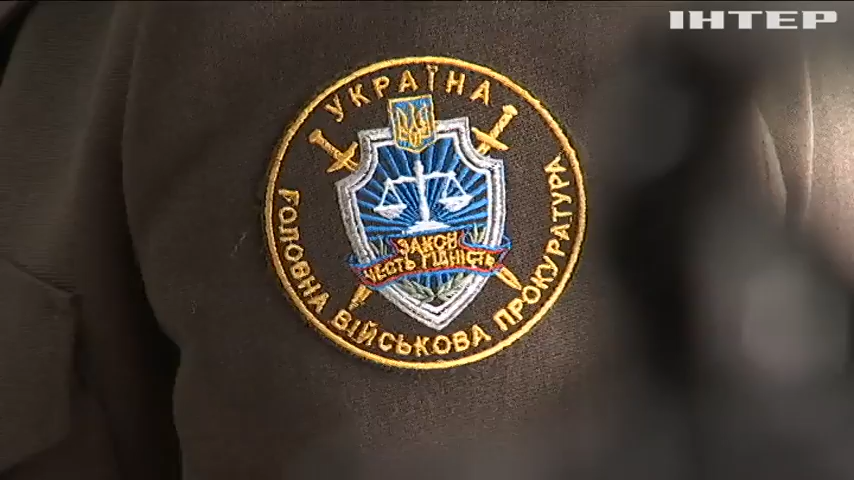 ІНТЕР
УКРАЇНА
ЗАКОН
ЧЕСТЬ ГІДНІСТЬ
ГОЛОВНА ВІЙСЬКОВА ПРОКУРАТУРА